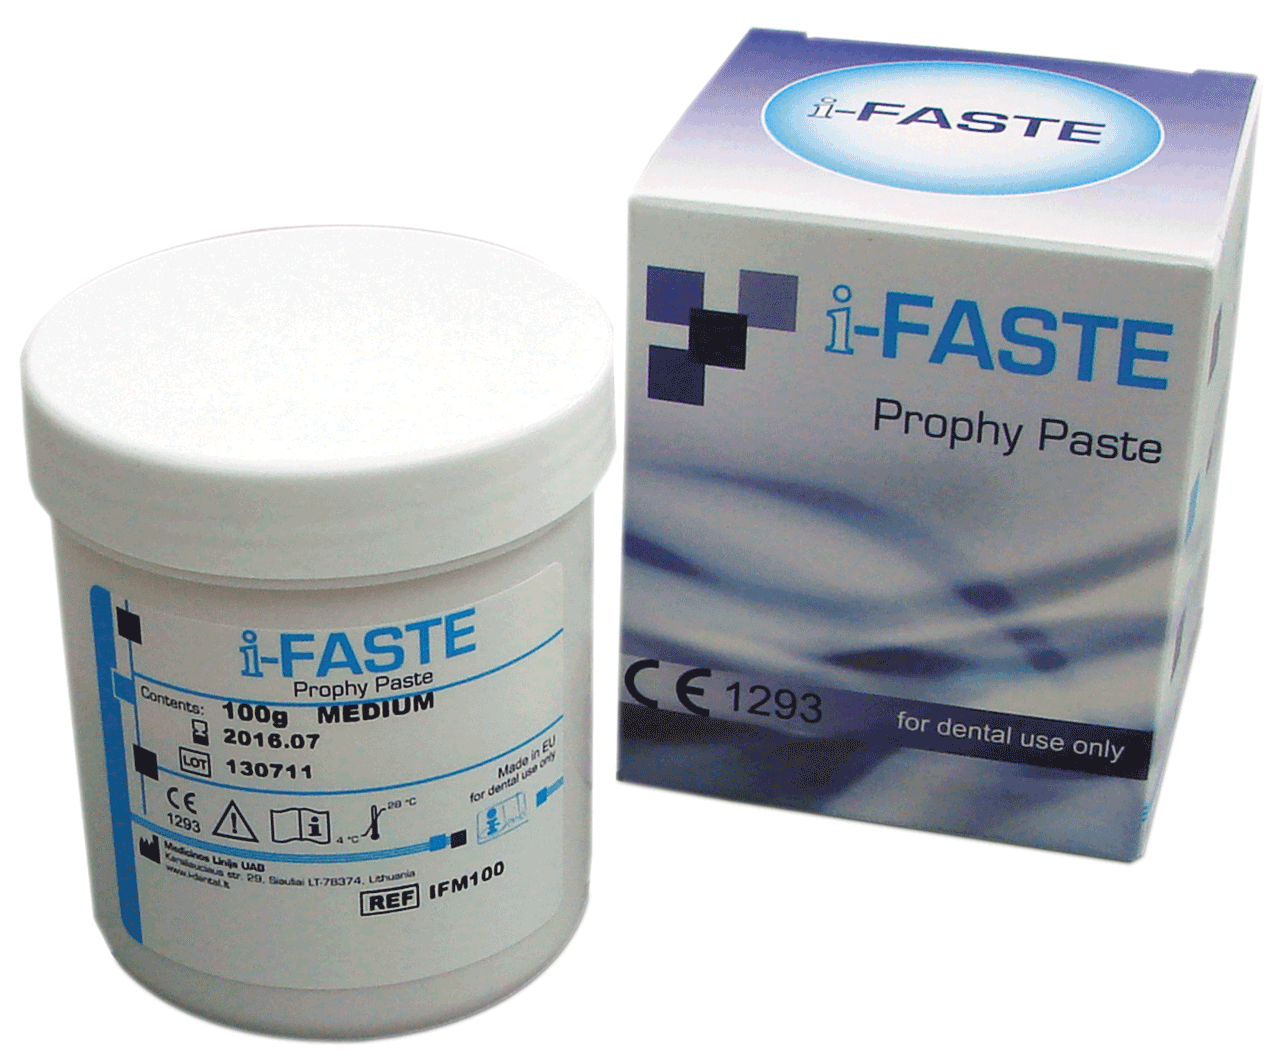 i-FASTE
i-FASTE
Prophy Paste
CE 1293
for dental use only
i-FASTE
Prophy Paste
Contents: 100g MEDIUM
2016.07
LOT 130711
Made in EU
for dental use only
CE
1293
i
4 °C
28 °C
Medicinos Linija UAB
Karaliauciaus str. 29, Siauliai LT-78374, Lithuania
www.i-dental.lt
REF IFM100